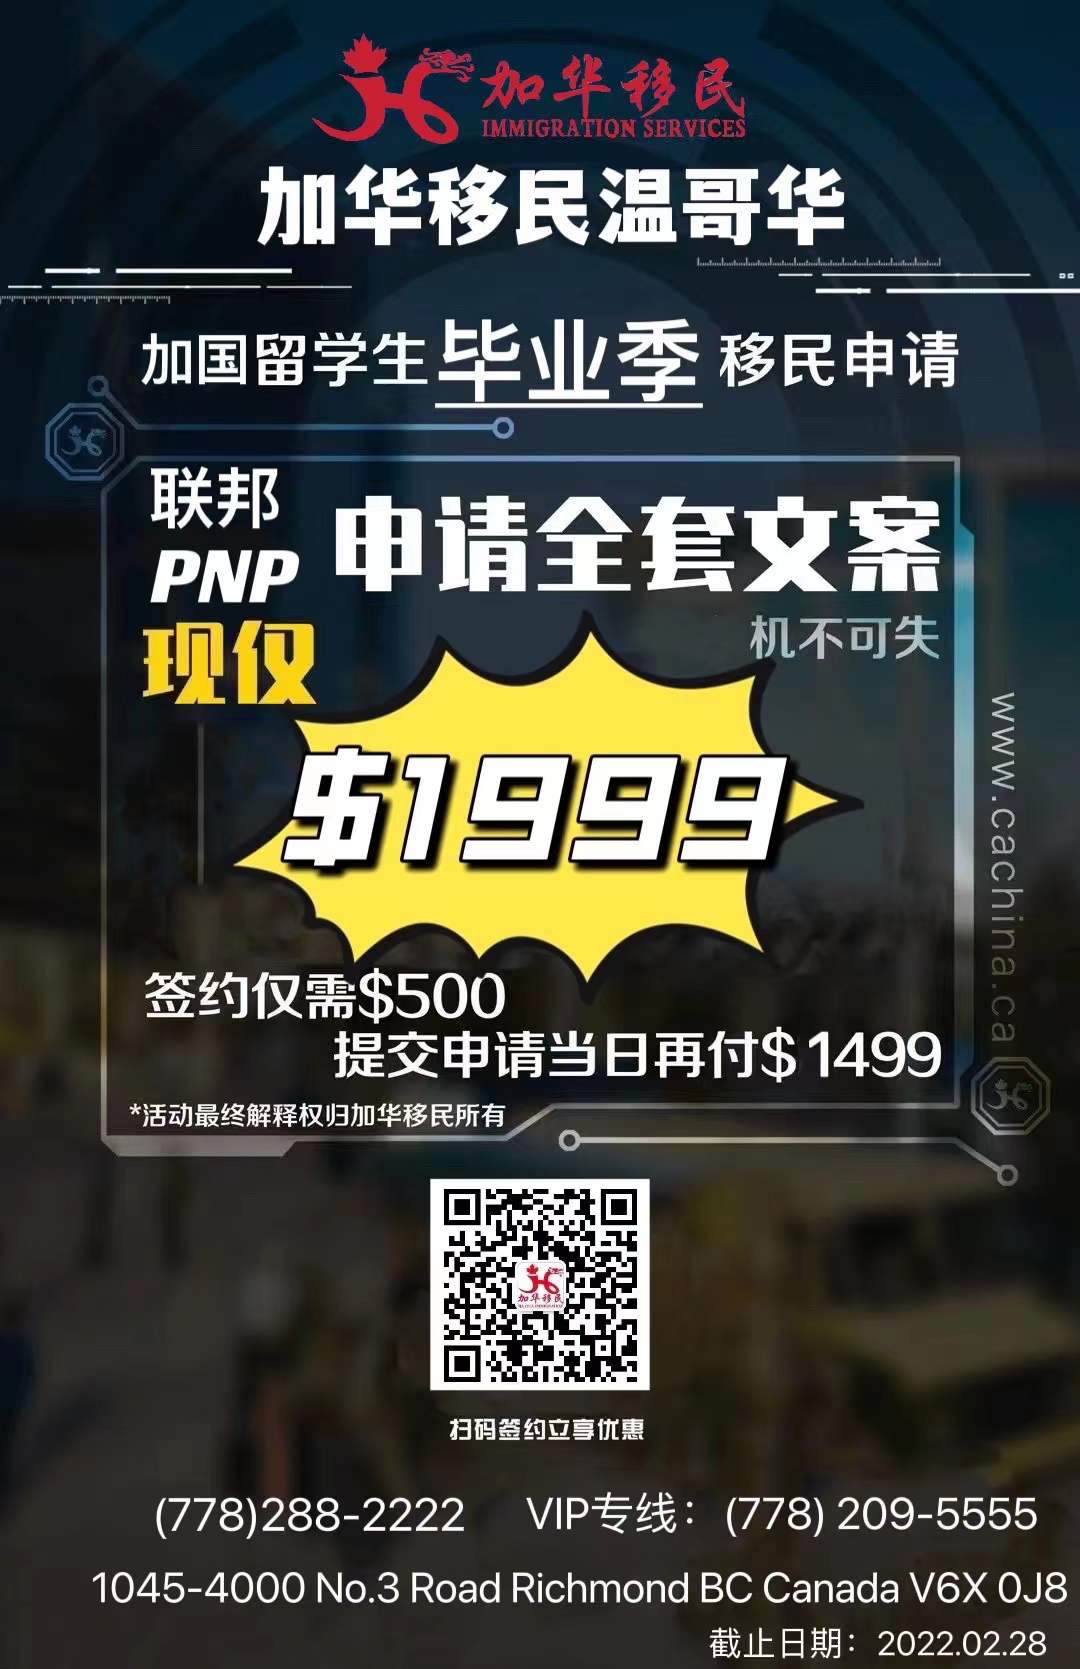 加华移民
IMMIGRATION SERVICES
加华移民温哥华
加国留学生毕业季移民申请
联邦
PNP
申请全套文案
现仅
机不可失
$1999
签约仅需$500
提交申请当日再付$1499
*活动最终解释权归加华移民所有
www.cachina.ca
加华移民
扫码签约立享优惠
(778)288-2222 VIP专线：(778) 209-5555
1045-4000 No.3 Road Richmond BC Canada V6X 0J8
截止日期：2022.02.28